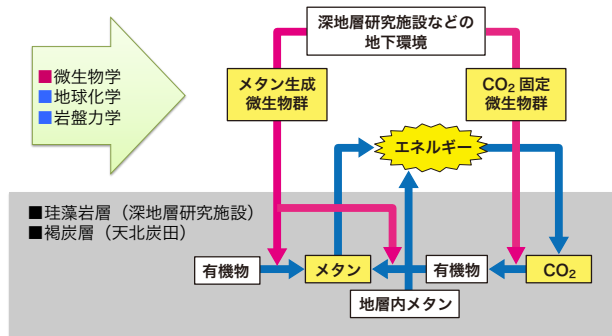 深地層研究施設などの
地下環境
■微生物学
■地球化学
■岩盤力学
メタン生成
微生物群
CO2 固定
微生物群
エネルギー
■珪藻岩層（深地層研究施設）
■褐炭層（天北炭田）
有機物
メタン
有機物
CO2
地層内メタン